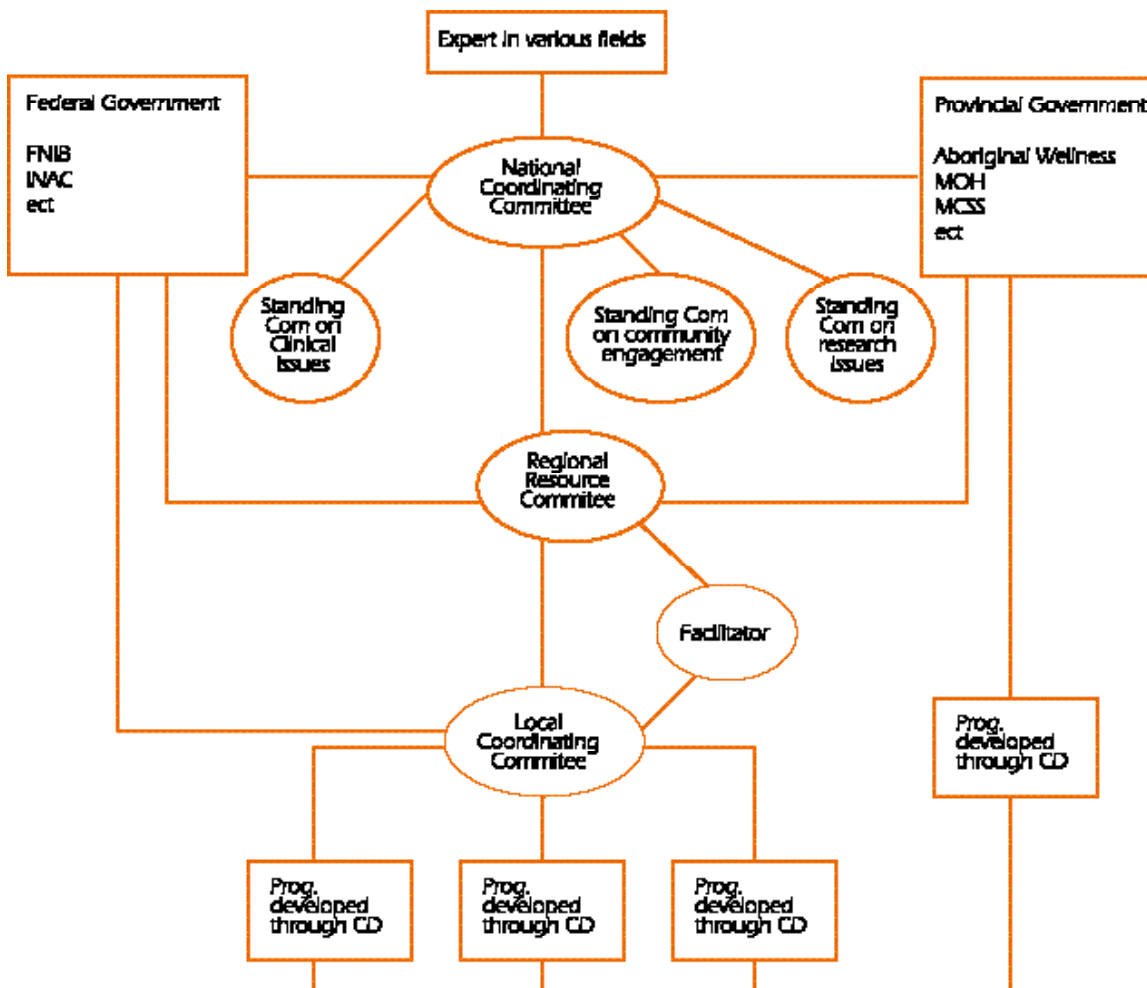 Expert in various fields
Federal Government
FNIB
INAC
ect
Provincial Government
Aboriginal Wellness
MOH
MCSS
ect
National
Coordinating
Committee
Standing
Com on
Clinical
Issues
Standing Com
on community
engagement
Standing
Com on
research
issues
Regional
Resource
Commitee
Facilitator
Local
Coordinating
Commitee
Prog.
developed
through CD
Prog.
developed
through CD
Prog.
developed
through CD
Prog.
developed
through CD